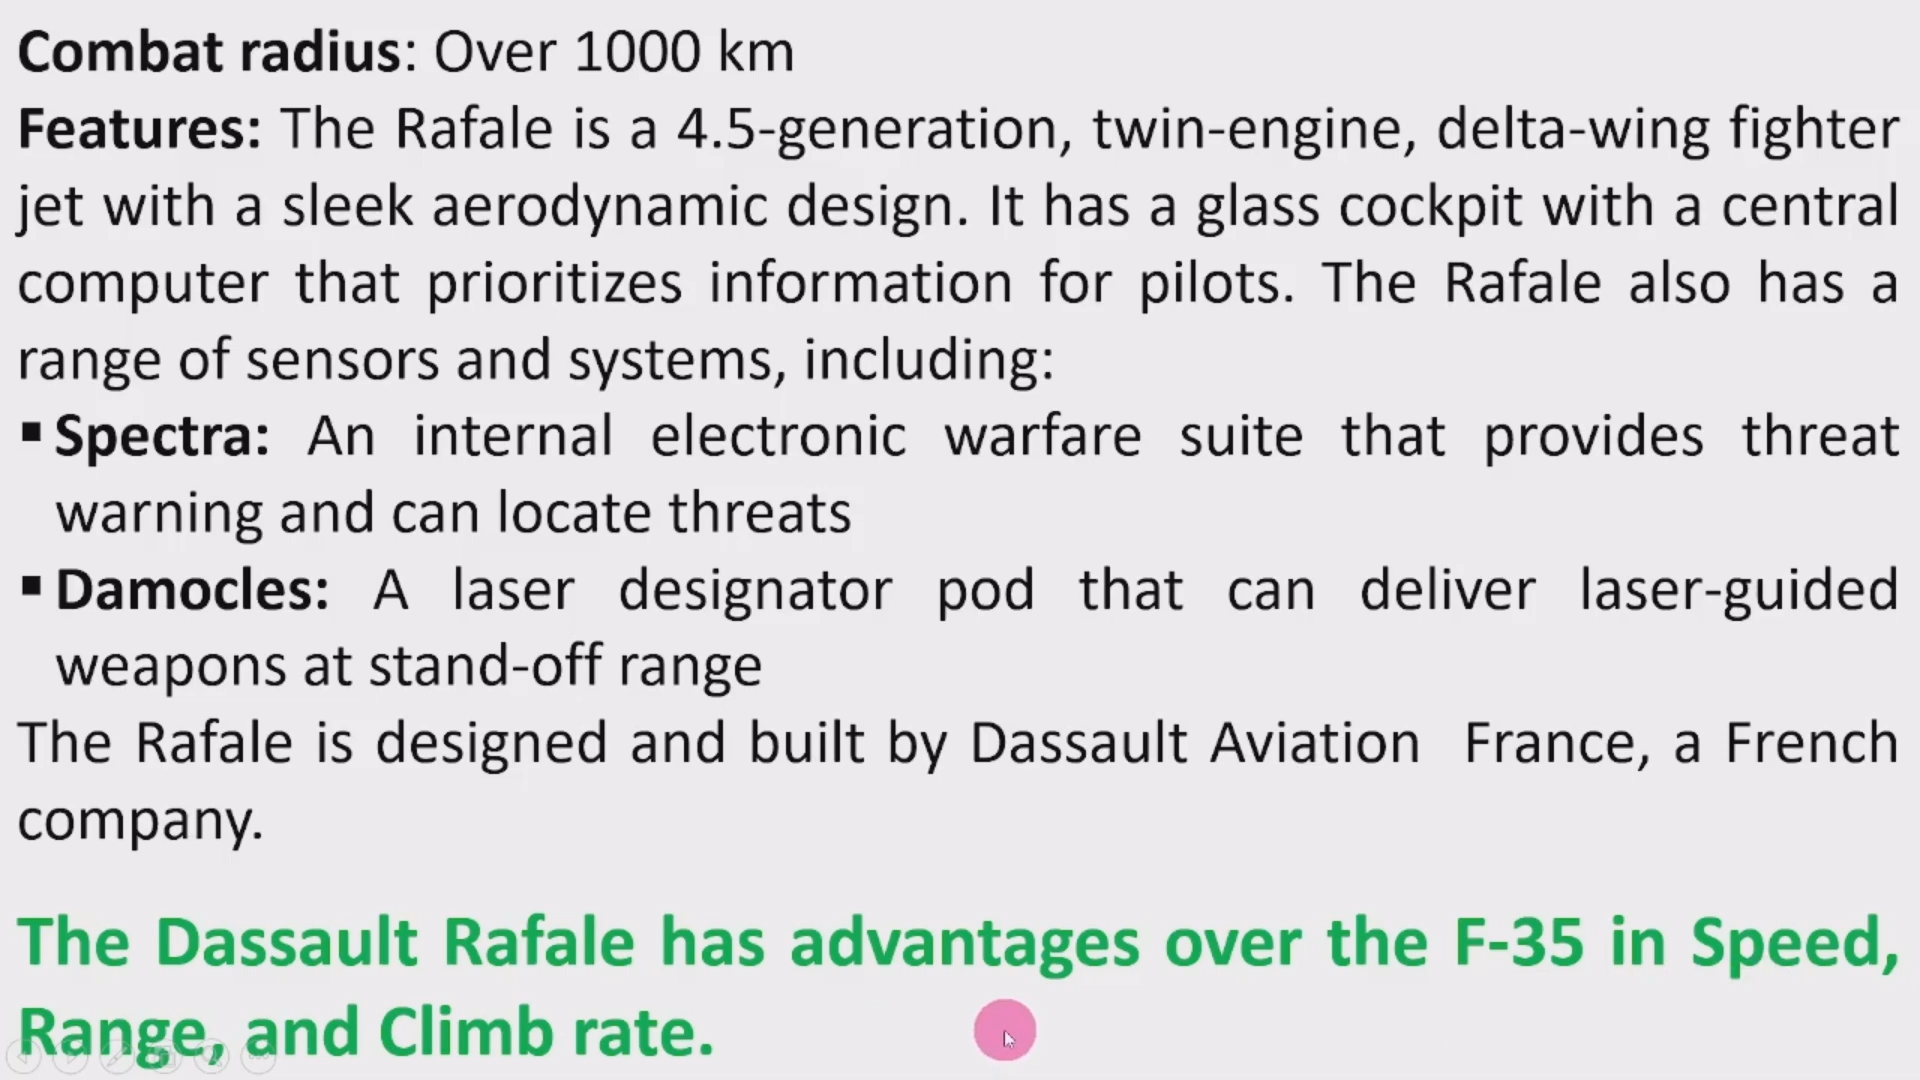 Combat radius: Over 1000 km
Features: The Rafale is a 4.5-generation, twin-engine, delta-wing fighter
jet with a sleek aerodynamic design. It has a glass cockpit with a central
computer that prioritizes information for pilots. The Rafale also has a
range of sensors and systems, including:
▪ Spectra: An internal electronic warfare suite that provides threat
warning and can locate threats
▪ Damocles: A laser designator pod that can deliver laser-guided
weapons at stand-off range
The Rafale is designed and built by Dassault Aviation France, a French
company.
The Dassault Rafale has advantages over the F-35 in Speed,
Range, and Climb rate.